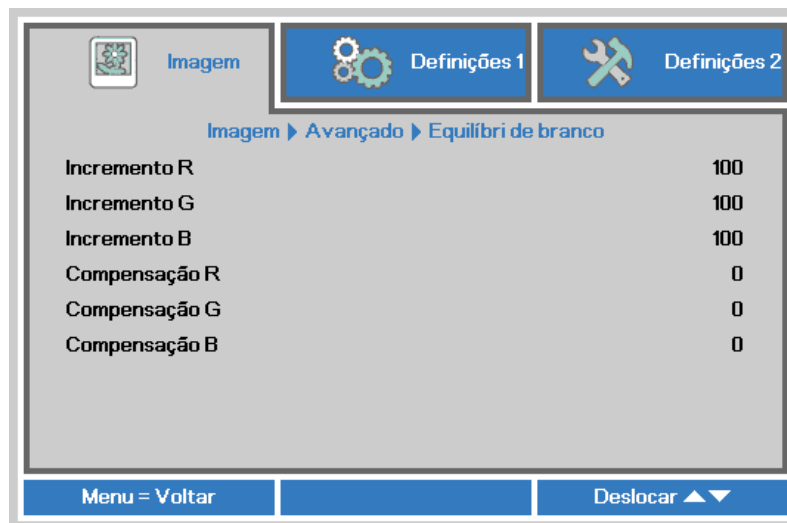 Imagem
Definições 1
Definições 2
Imagem Avançado Equilíbri de branco
Incremento R 100
Incremento G 100
Incremento B 100
Compensação R 0
Compensação G 0
Compensação B 0
Menu = Voltar
Deslocar ▲▼